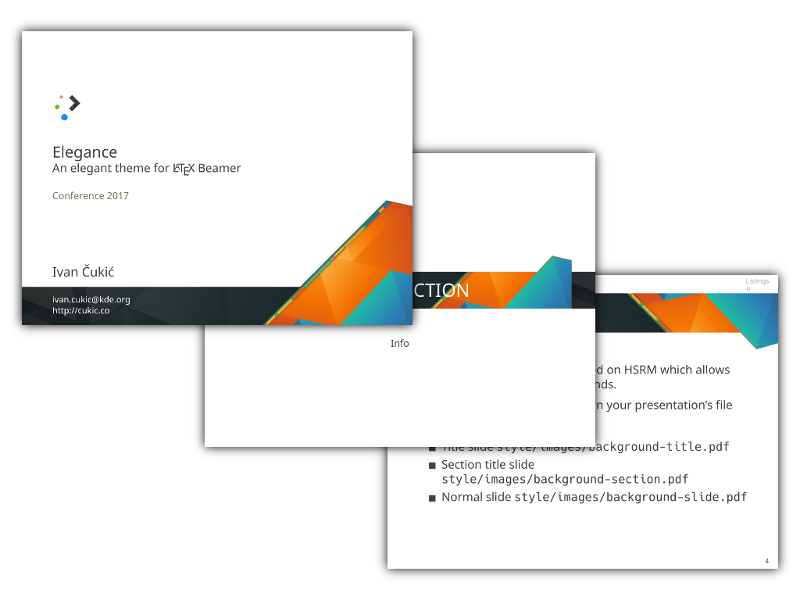 Elegance
An elegant theme for LATEX Beamer
Conference 2017
Ivan Čukić
ivan.cukic@kde.org
http://cukic.co
CTION
Info
Listings
d on HSRM which allows
nds.
n your presentation's file
■ Title slide style/images/background-title.pdf
■ Section title slide
style/images/background-section.pdf
■ Normal slide style/images/background-slide.pdf
4